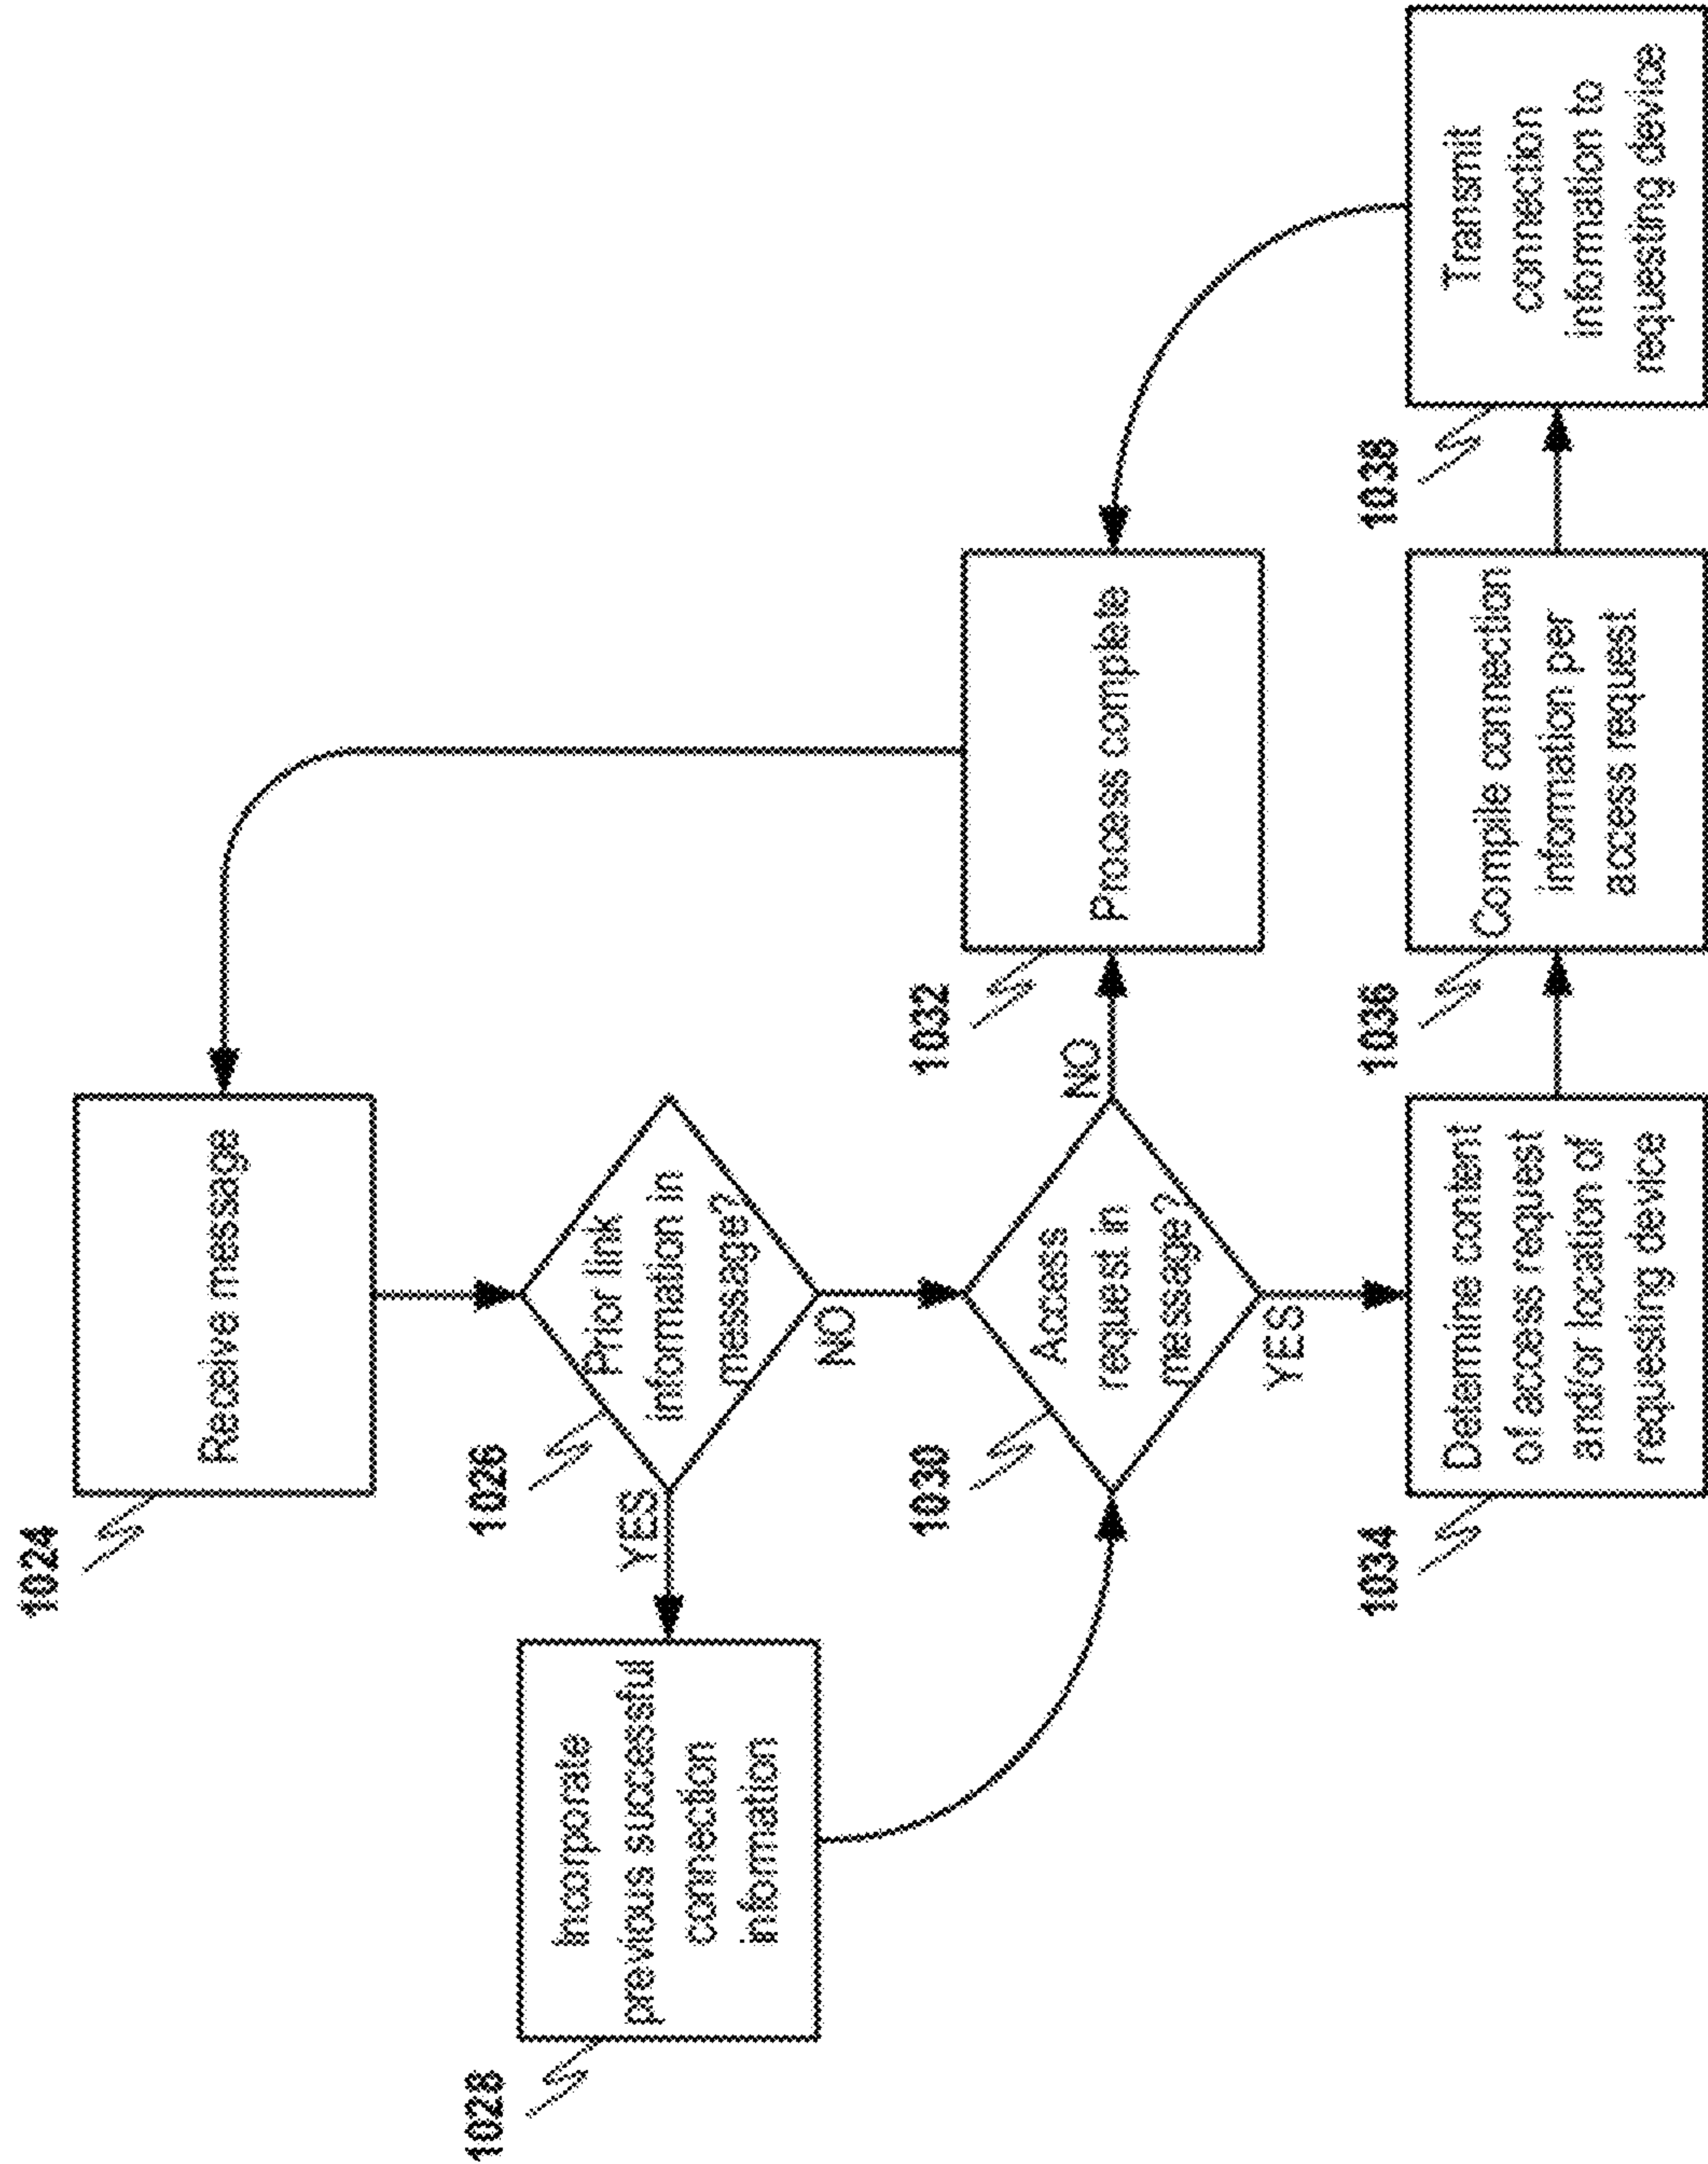 1024
Receive message
1026
Prior link
information in
message?
YES
NO
1028
Incorporate
previous successful
connection
information
1030
Access
request in
message?
NO
YES
1032
Process complete
1034
Determine content
of access request
and/or location of
requesting device
1036
Compile connection
information per
access request
1038
Transmit
connection
information to
requesting device